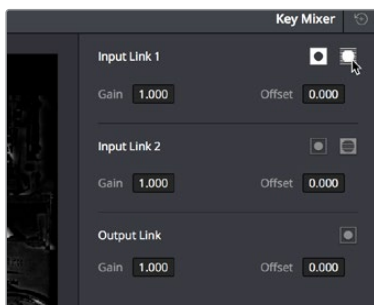 Key Mixer
Input Link 1
Gain 1.000 Offset 0.000
Input Link 2
Gain 1.000 Offset 0.000
Output Link
Gain 1.000 Offset 0.000